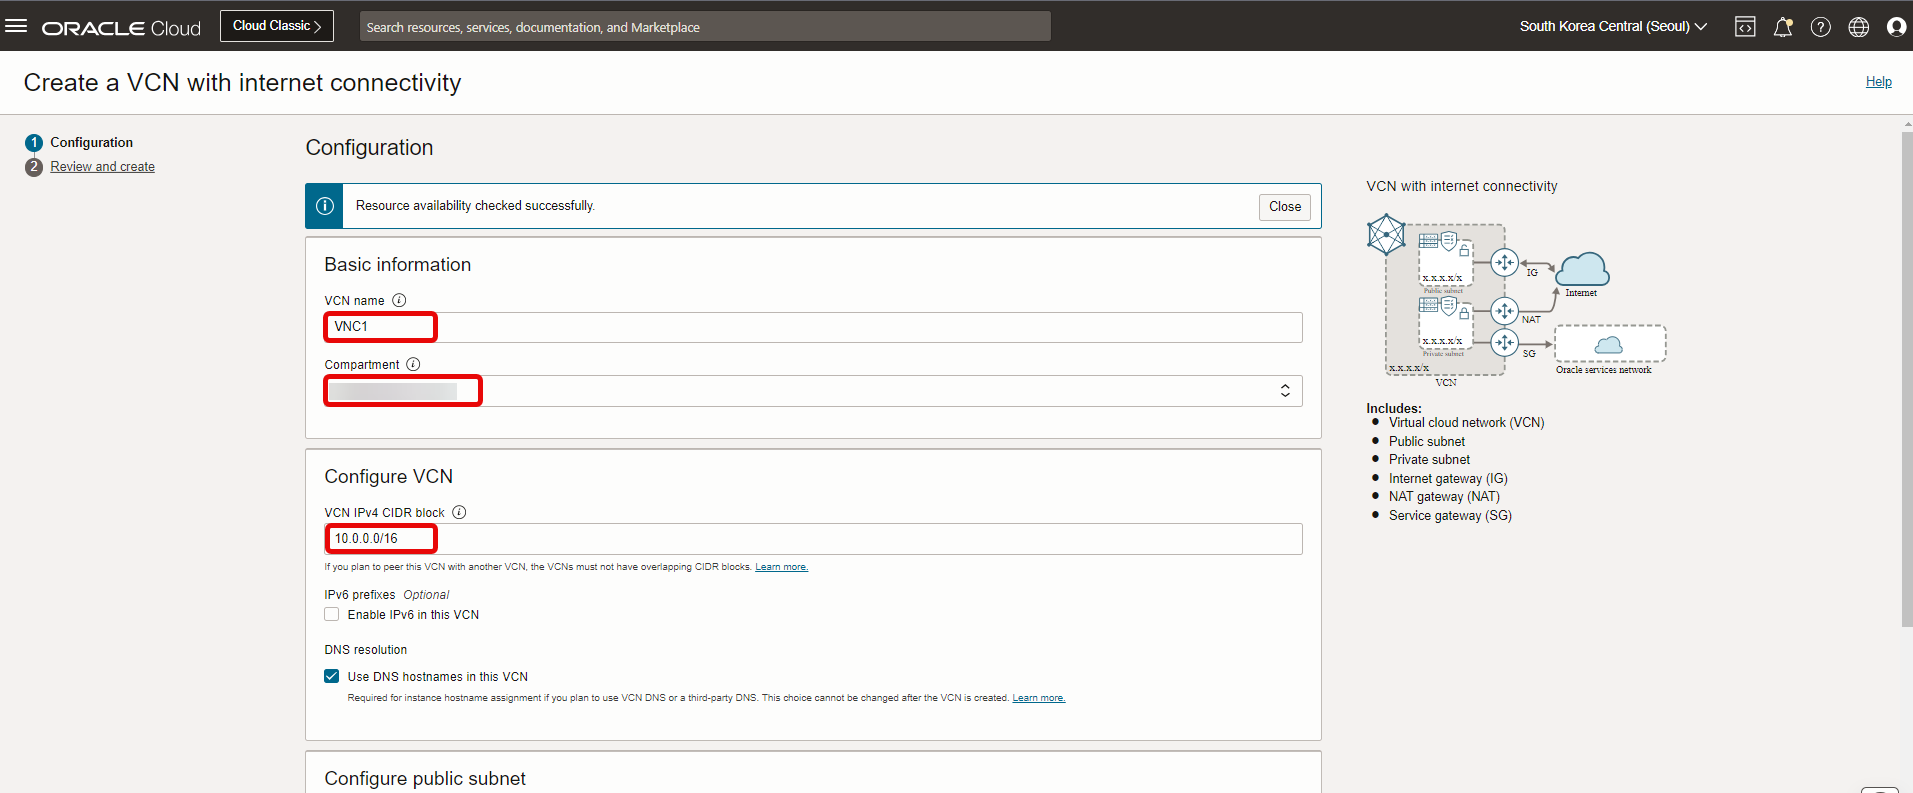 ORACLE Cloud
Cloud Classic
Search resources, services, documentation, and Marketplace
South Korea Central (Seoul)
Create a VCN with internet connectivity
Help
1 Configuration
2 Review and create
Configuration
Resource availability checked successfully.
Close
Basic information
VCN name
VNC1
Compartment
Configure VCN
VCN IPv4 CIDR block
10.0.0.0/16
If you plan to peer this VCN with another VCN, the VCNs must not have overlapping CIDR blocks. Learn more.
IPv6 prefixes Optional
Enable IPv6 in this VCN
DNS resolution
Use DNS hostnames in this VCN
Required for instance hostname assignment if you plan to use VCN DNS or a third-party DNS. This choice cannot be changed after the VCN is created. Learn more.
Configure public subnet
VCN with internet connectivity
x.x.x.x/x
Public subnet
IG
Internet
NAT
x.x.x.x/x
Private subnet
SG
x.x.x.x/x
Oracle services network
VCN
Includes:
Virtual cloud network (VCN)
Public subnet
Private subnet
Internet gateway (IG)
NAT gateway (NAT)
Service gateway (SG)